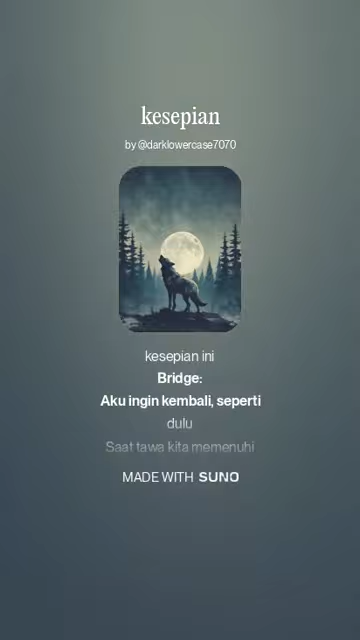 kesepian
by @darklowercase7070
kesepian ini
Bridge:
Aku ingin kembali, seperti
dulu
Saat tawa kita memenuhi
MADE WITH SUNO